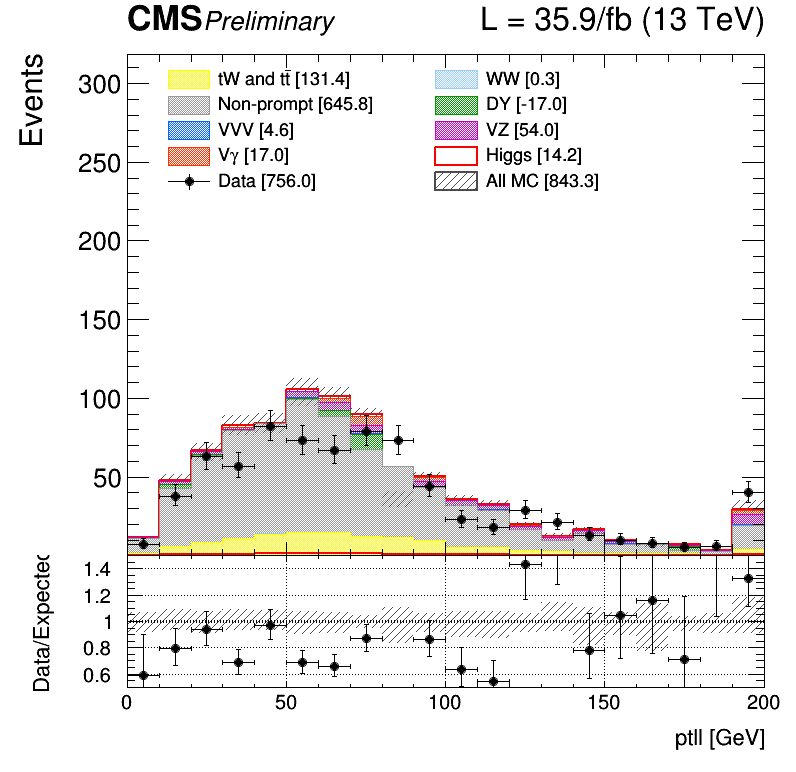 CMS Preliminary L = 35.9/fb (13 TeV)
Events
300
250
200
150
100
50
tW and tt̄ [131.4]
Non-prompt [645.8]
VVV [4.6]
Vγ [17.0]
Data [756.0]
WW [0.3]
DY [-17.0]
VZ [54.0]
Higgs [14.2]
All MC [843.3]
Data/Expected
1.4
1.2
1
0.8
0.6
0 50 100 150 200
ptll [GeV]